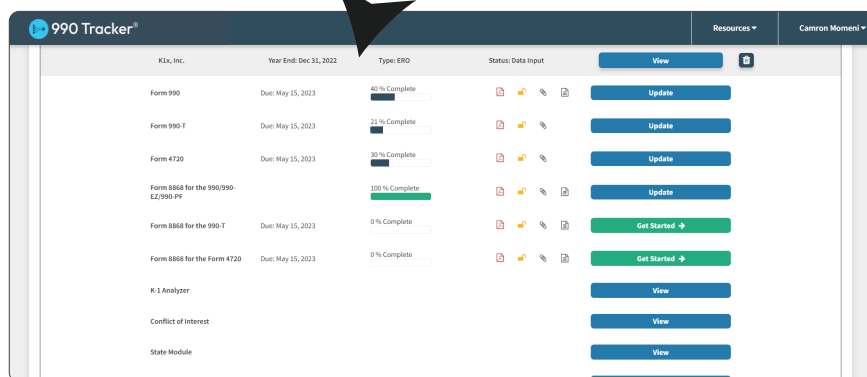 990 Tracker®
Resources
Camron Momeni
K1x, Inc. Year End: Dec 31, 2022 Type: ERO Status: Data Input View
Form 990 Due: May 15, 2023 40 % Complete Update
Form 990-T Due: May 15, 2023 21 % Complete Update
Form 4720 Due: May 15, 2023 30 % Complete Update
Form 8868 for the 990/990-
EZ/990-PF Due: May 15, 2023 100 % Complete Update
Form 8868 for the 990-T Due: May 15, 2023 0 % Complete Get Started
Form 8868 for the Form 4720 Due: May 15, 2023 0 % Complete Get Started
K-1 Analyzer View
Conflict of Interest View
State Module View